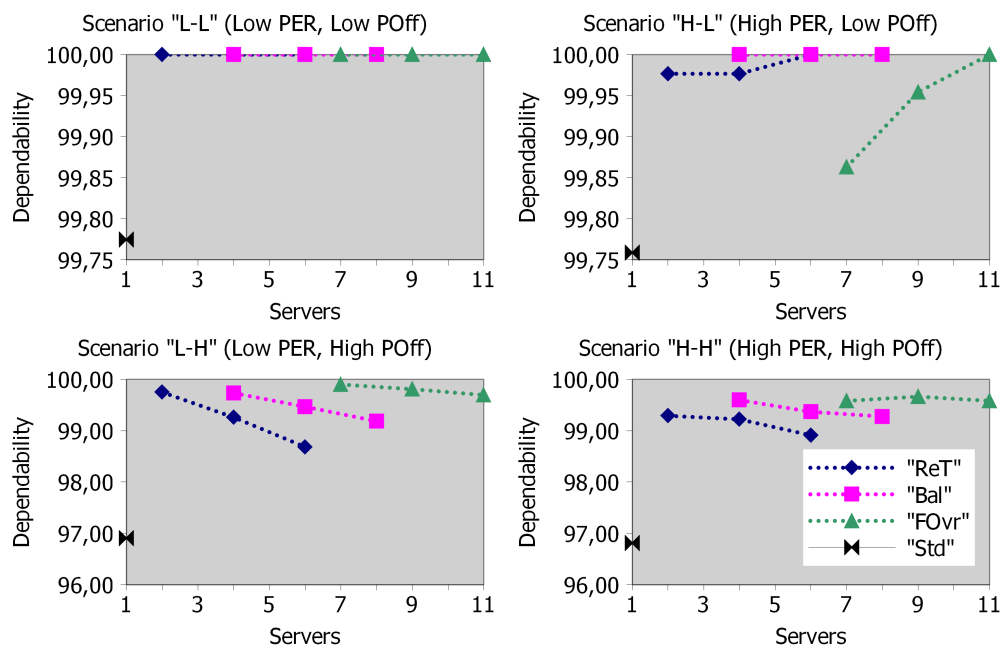 Scenario "L-L" (Low PER, Low POff)
Dependability
100,00
99,95
99,90
99,85
99,80
99,75
1 3 5 7 9 11
Servers
Scenario "H-L" (High PER, Low POff)
Dependability
100,00
99,95
99,90
99,85
99,80
99,75
1 3 5 7 9 11
Servers
Scenario "L-H" (Low PER, High POff)
Dependability
100,00
99,00
98,00
97,00
96,00
1 3 5 7 9 11
Servers
Scenario "H-H" (High PER, High POff)
Dependability
100,00
99,00
98,00
97,00
96,00
"ReT"
"Bal"
"FOvr"
"Std"
1 3 5 7 9 11
Servers